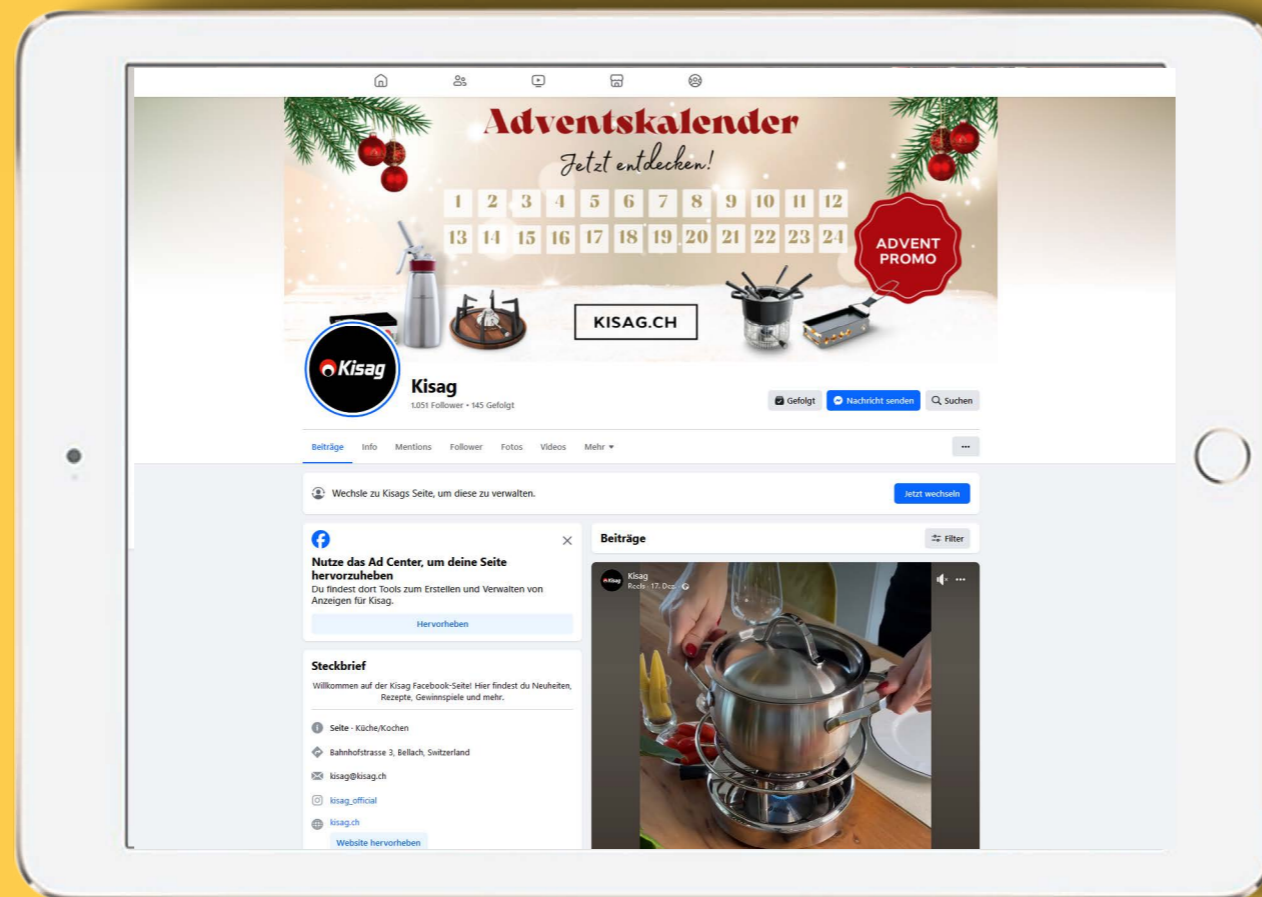 Adventskalender
Jetzt entdecken!
1 2 3 4 5 6 7 8 9 10 11 12
13 14 15 16 17 18 19 20 21 22 23 24
ADVENT
PROMO
KISAG.CH
Kisag
Kisag
1.051 Follower • 145 Gefolgt
Gefolgt
Nachricht senden
Suchen
Beiträge Info Mentions Follower Fotos Videos Mehr
Wechsle zu Kisags Seite, um diese zu verwalten.
Jetzt wechseln
Nutze das Ad Center, um deine Seite
hervorzuheben
Du findest dort Tools zum Erstellen und Verwalten von
Anzeigen für Kisag.
Hervorheben
Steckbrief
Willkommen auf der Kisag Facebook-Seite! Hier findest du Neuheiten,
Rezepte, Gewinnspiele und mehr.
Seite · Küche/Kochen
Bahnhofstrasse 3, Bellach, Switzerland
kisag@kisag.ch
kisag_official
kisag.ch
Website hervorheben
Beiträge
Filter
Kisag
Kisag
Reels · 17. Dez.